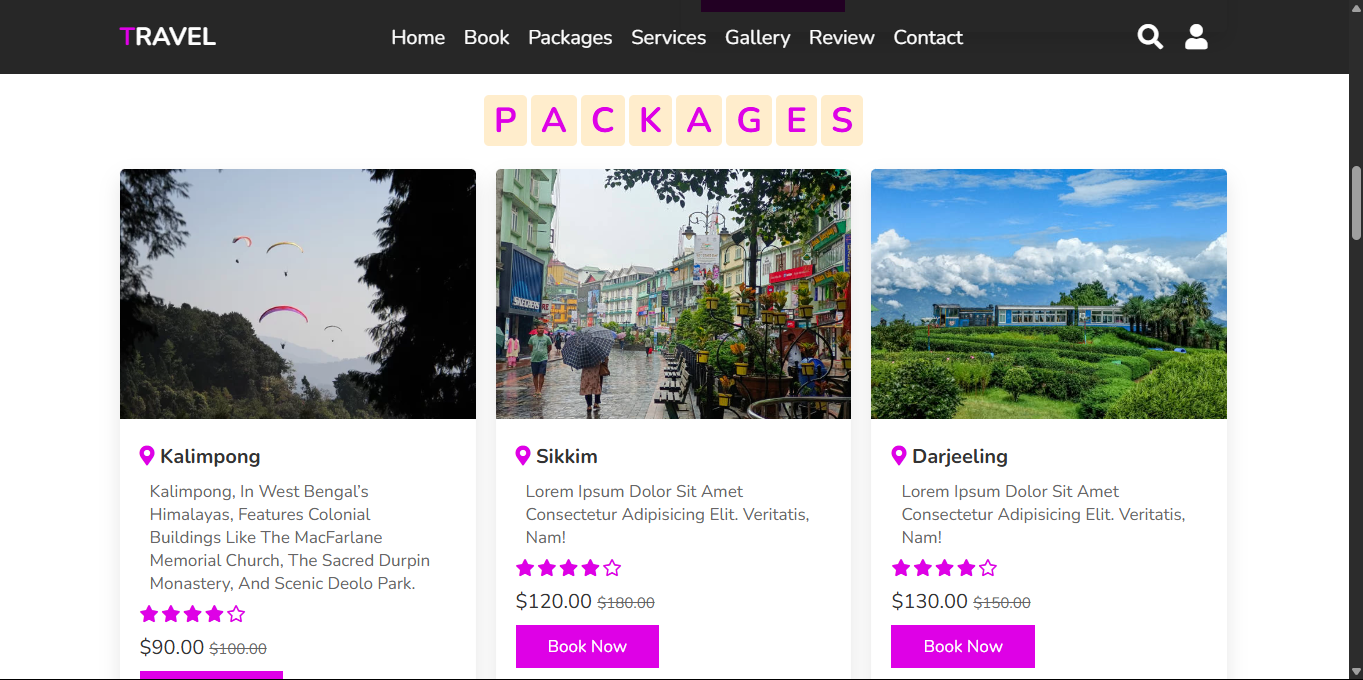 TRAVEL
Home Book Packages Services Gallery Review Contact
PACKAGES
SKECHERS
Kalimpong
Kalimpong, In West Bengal’s
Himalayas, Features Colonial
Buildings Like The MacFarlane
Memorial Church, The Sacred Durpin
Monastery, And Scenic Deolo Park.
$90.00 $100.00
Sikkim
Lorem Ipsum Dolor Sit Amet
Consectetur Adipisicing Elit. Veritatis,
Nam!
$120.00 $180.00
Book Now
Darjeeling
Lorem Ipsum Dolor Sit Amet
Consectetur Adipisicing Elit. Veritatis,
Nam!
$130.00 $150.00
Book Now